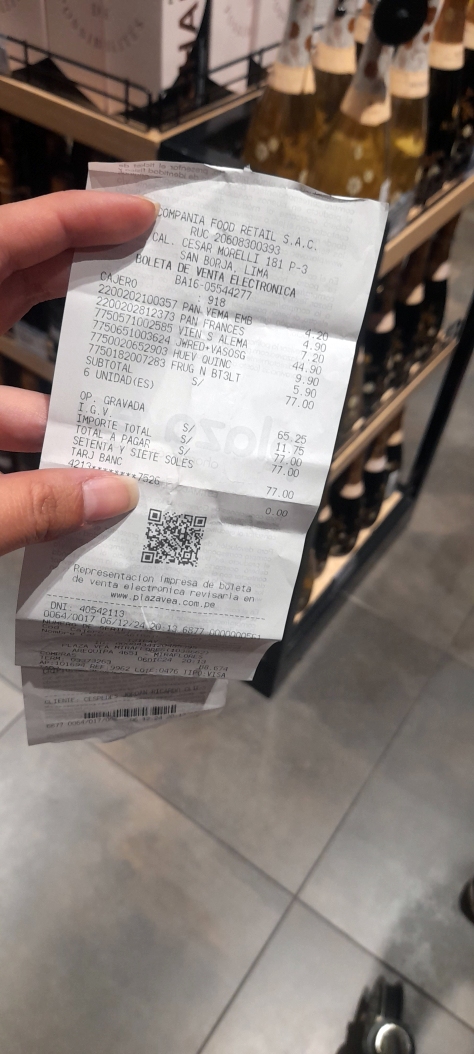 COMPANIA FOOD RETAIL S.A.C.
RUC 20608300393
CAL. CESAR MORELLI 181 P-3
SAN BORJA, LIMA
BOLETA DE VENTA ELECTRONICA
BA16-05544277
CAJERO : 918
2200202100357 PAN YEMA EMB 4.20
2200202812373 PAN FRANCES 4.90
7750571002585 VIEN S ALEMA 7.20
7750651003624 JWRED+VASOSG 44.90
7750020652903 HUEV QUINC 9.90
7750182007283 FRUG N BT3LT 5.90
SUBTOTAL S/ 77.00
6 UNIDAD(ES)
OP. GRAVADA S/ 65.25
I.G.V. S/ 11.75
IMPORTE TOTAL S/ 77.00
TOTAL A PAGAR S/ 77.00
SETENTA Y SIETE SOLES
TARJ BANC 77.00
4213********7526
0.00
Representacion impresa de boleta
de venta electronica revisarla en
www.plazavea.com.pe
DNI: 40542113
0064/0017 06/12/24 20:13 6877